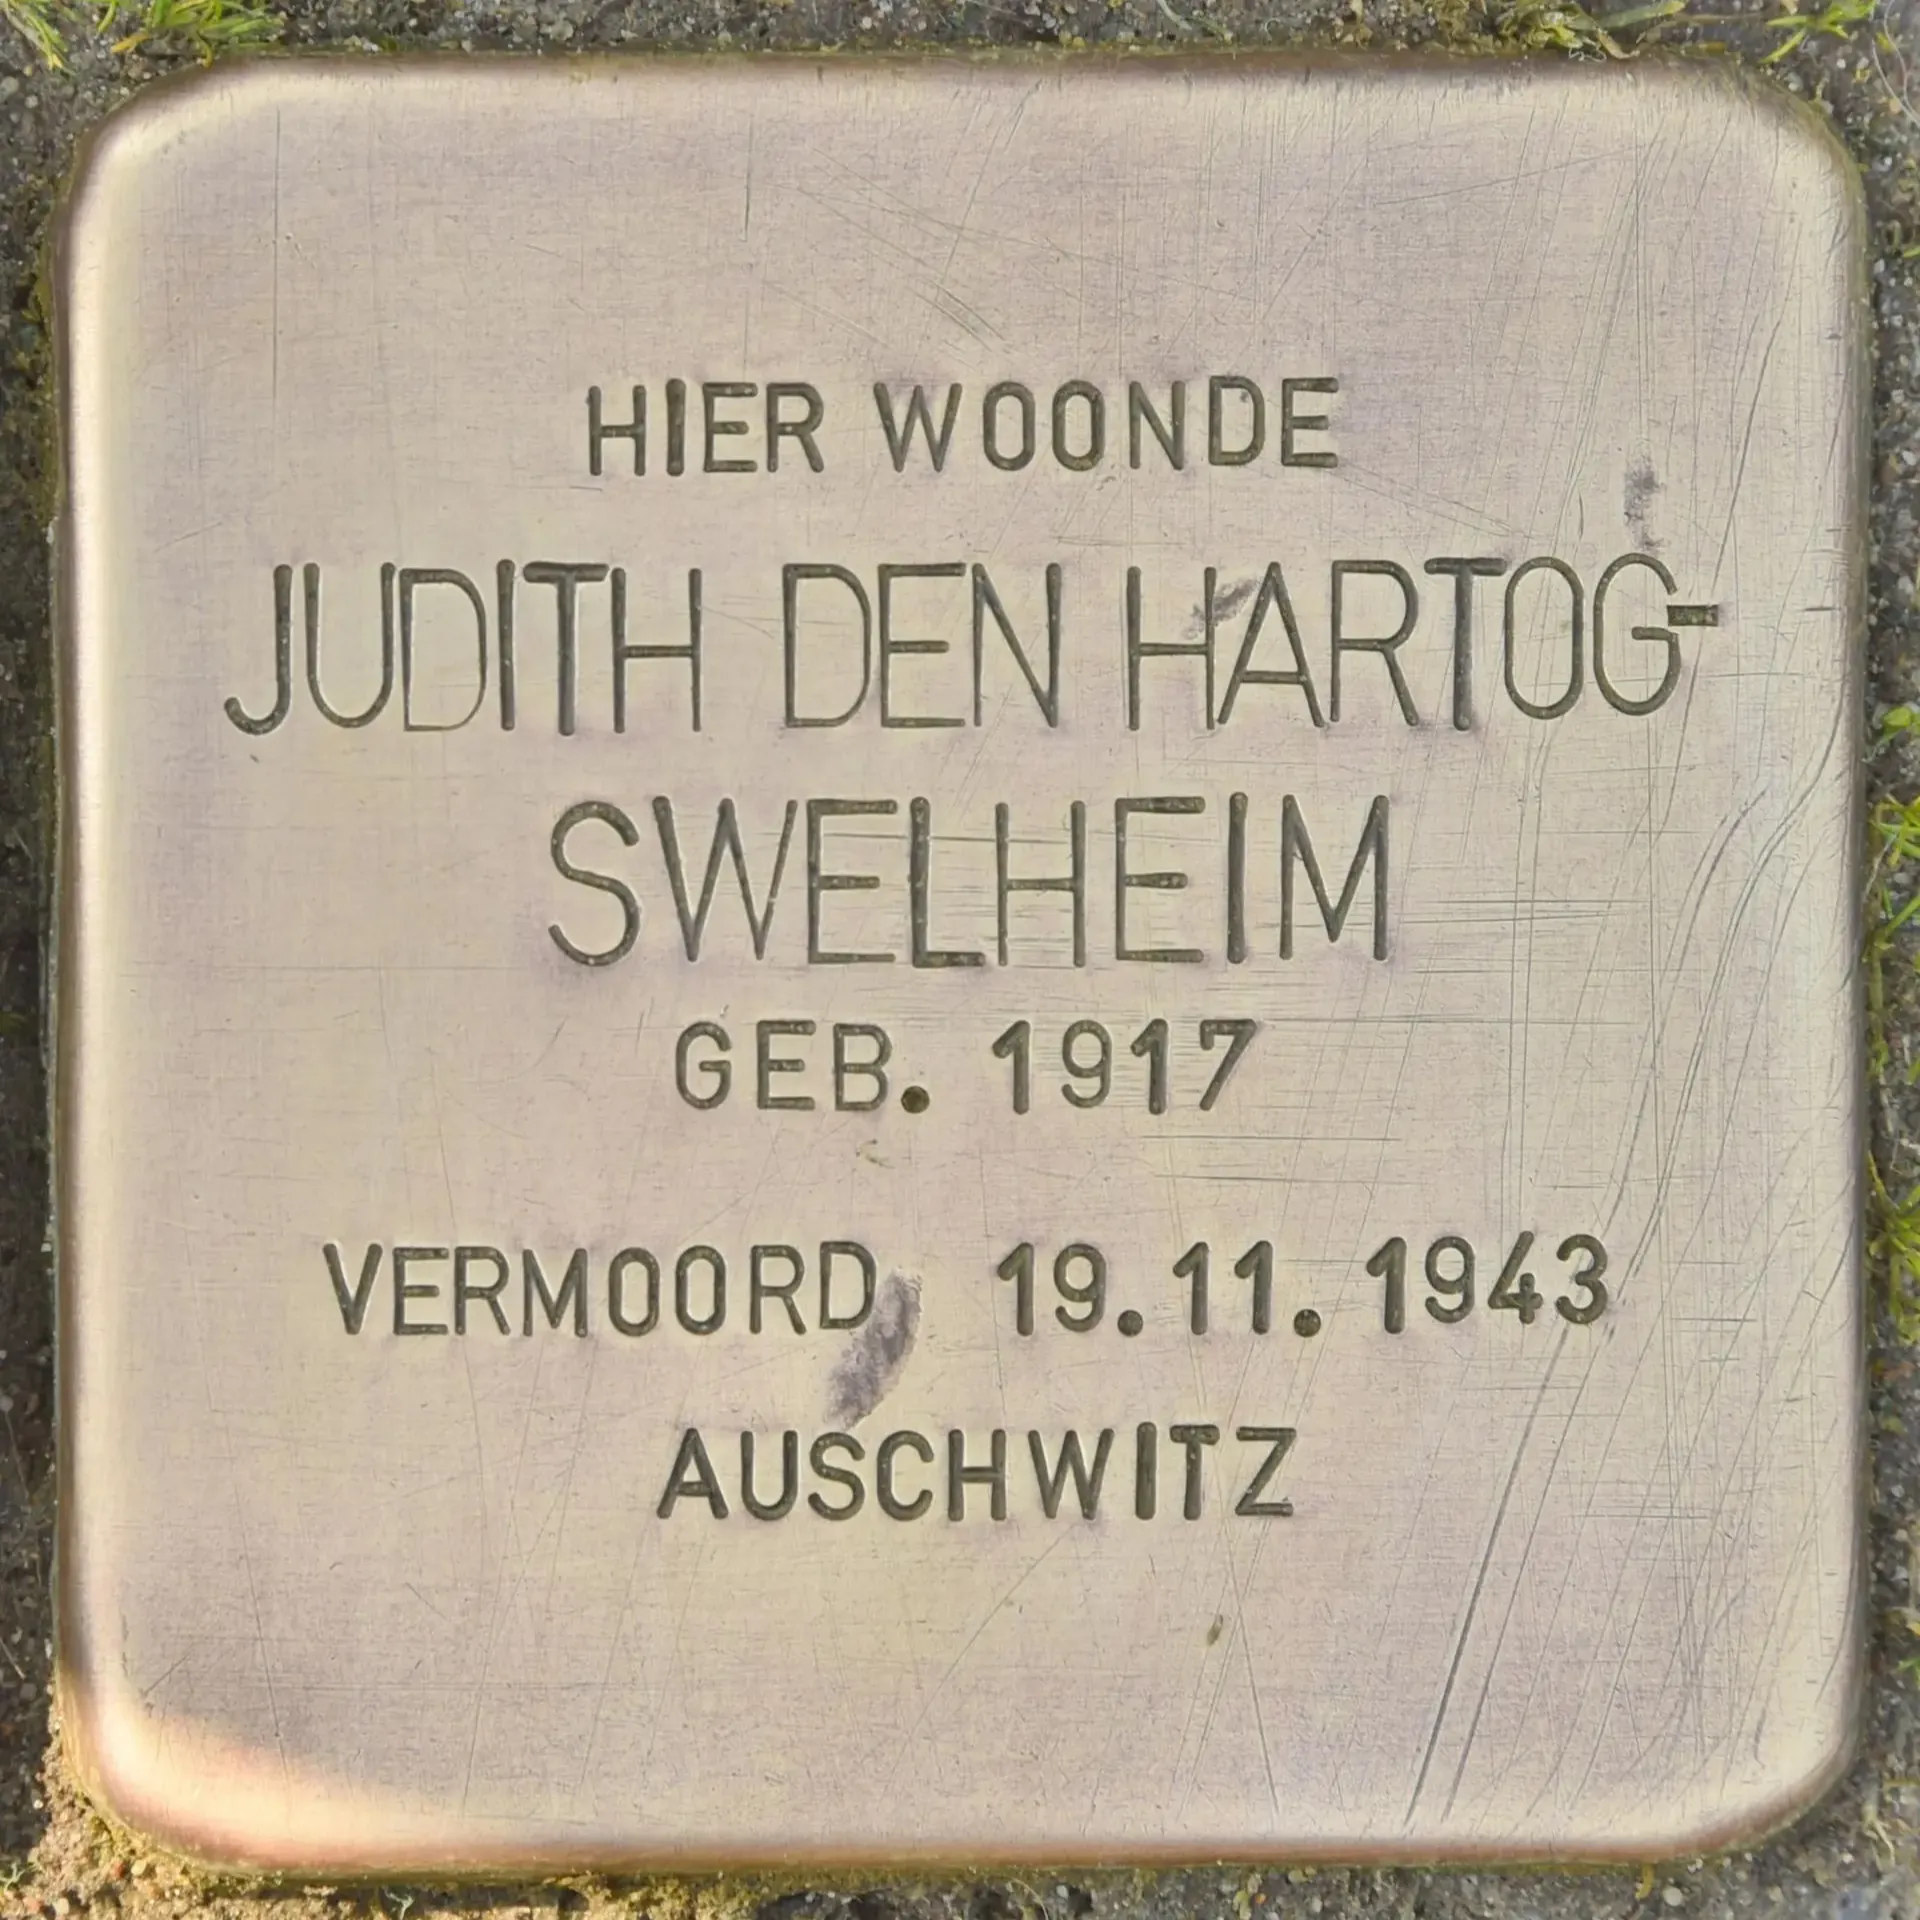 HIER WOONDE
JUDITH DEN HARTOG-
SWELHEIM
GEB. 1917
VERMOORD 19.11.1943
AUSCHWITZ